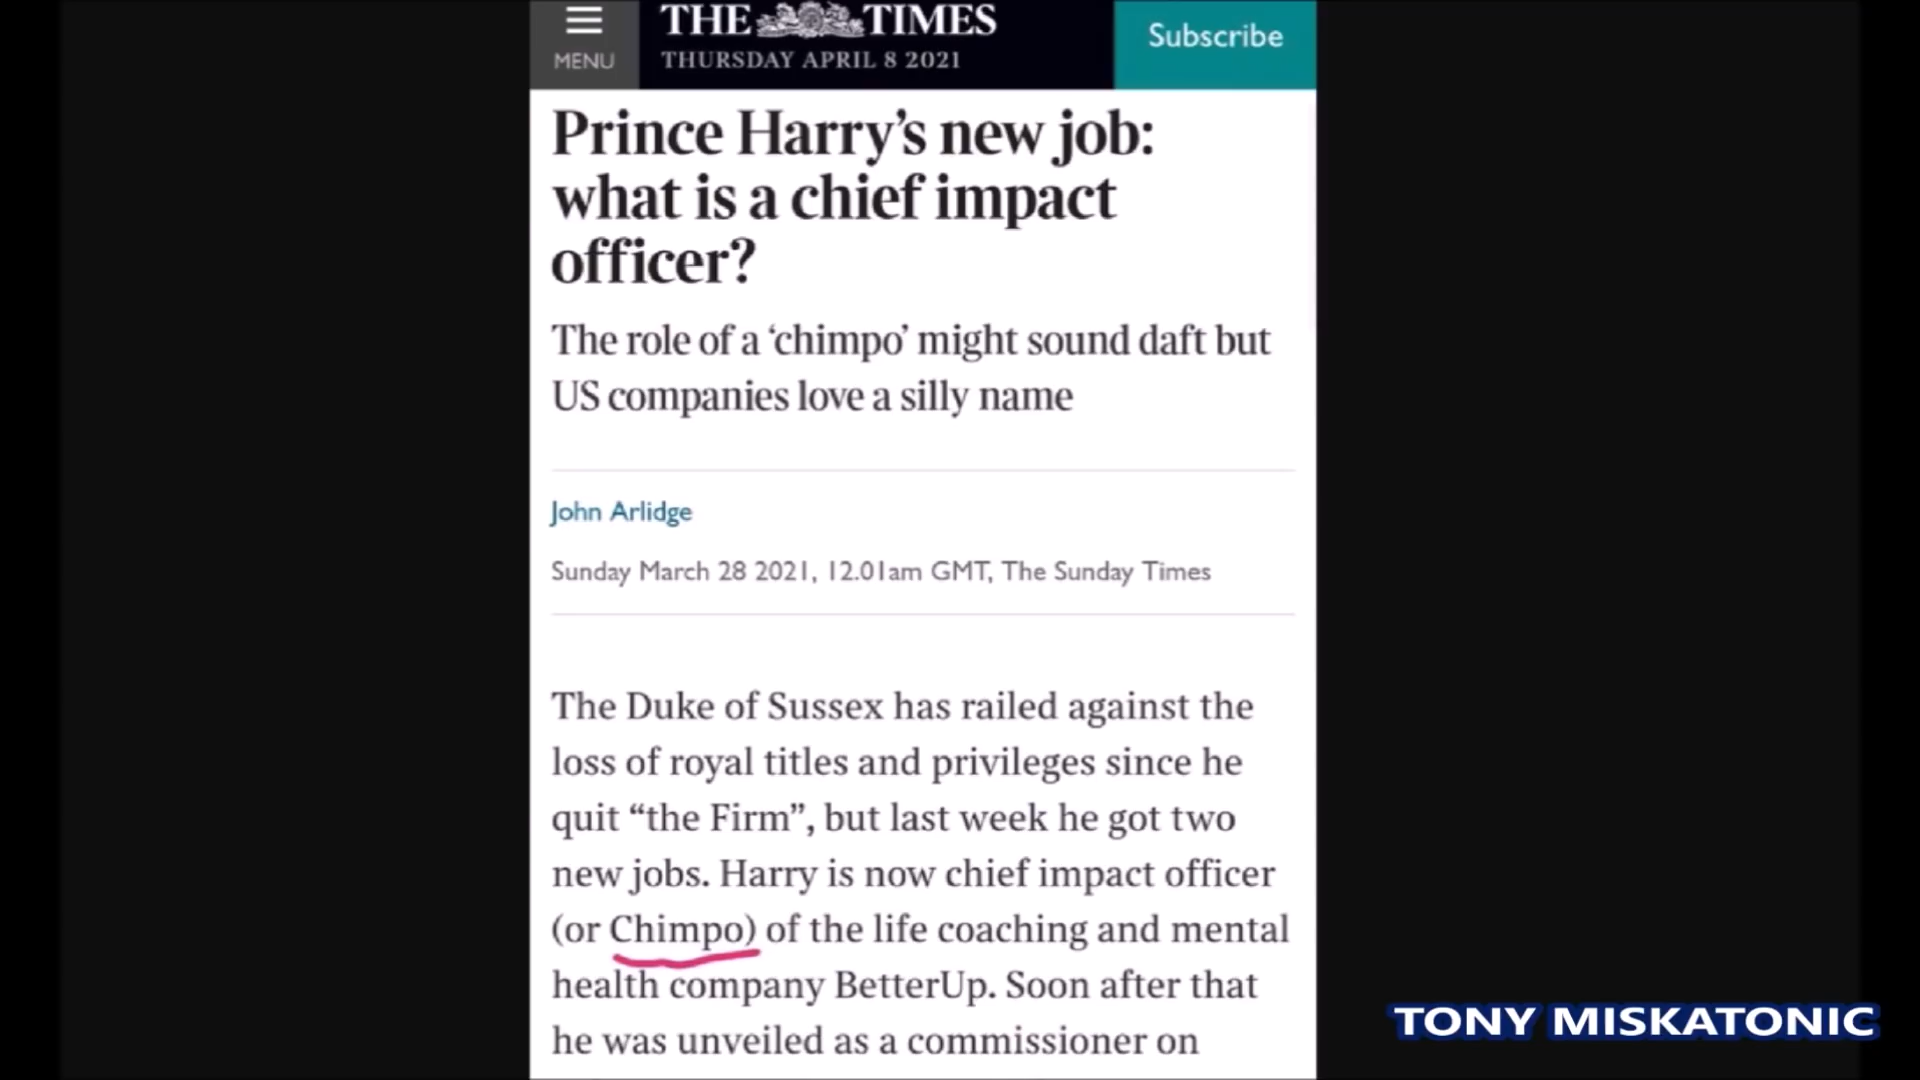 THE TIMES
MENU
THURSDAY APRIL 8 2021
Subscribe
Prince Harry’s new job:
what is a chief impact
officer?
The role of a ‘chimpo’ might sound daft but
US companies love a silly name
John Arlidge
Sunday March 28 2021, 12.01am GMT, The Sunday Times
The Duke of Sussex has railed against the
loss of royal titles and privileges since he
quit “the Firm”, but last week he got two
new jobs. Harry is now chief impact officer
(or Chimpo) of the life coaching and mental
health company BetterUp. Soon after that
he was unveiled as a commissioner on
TONY MISKATONIC